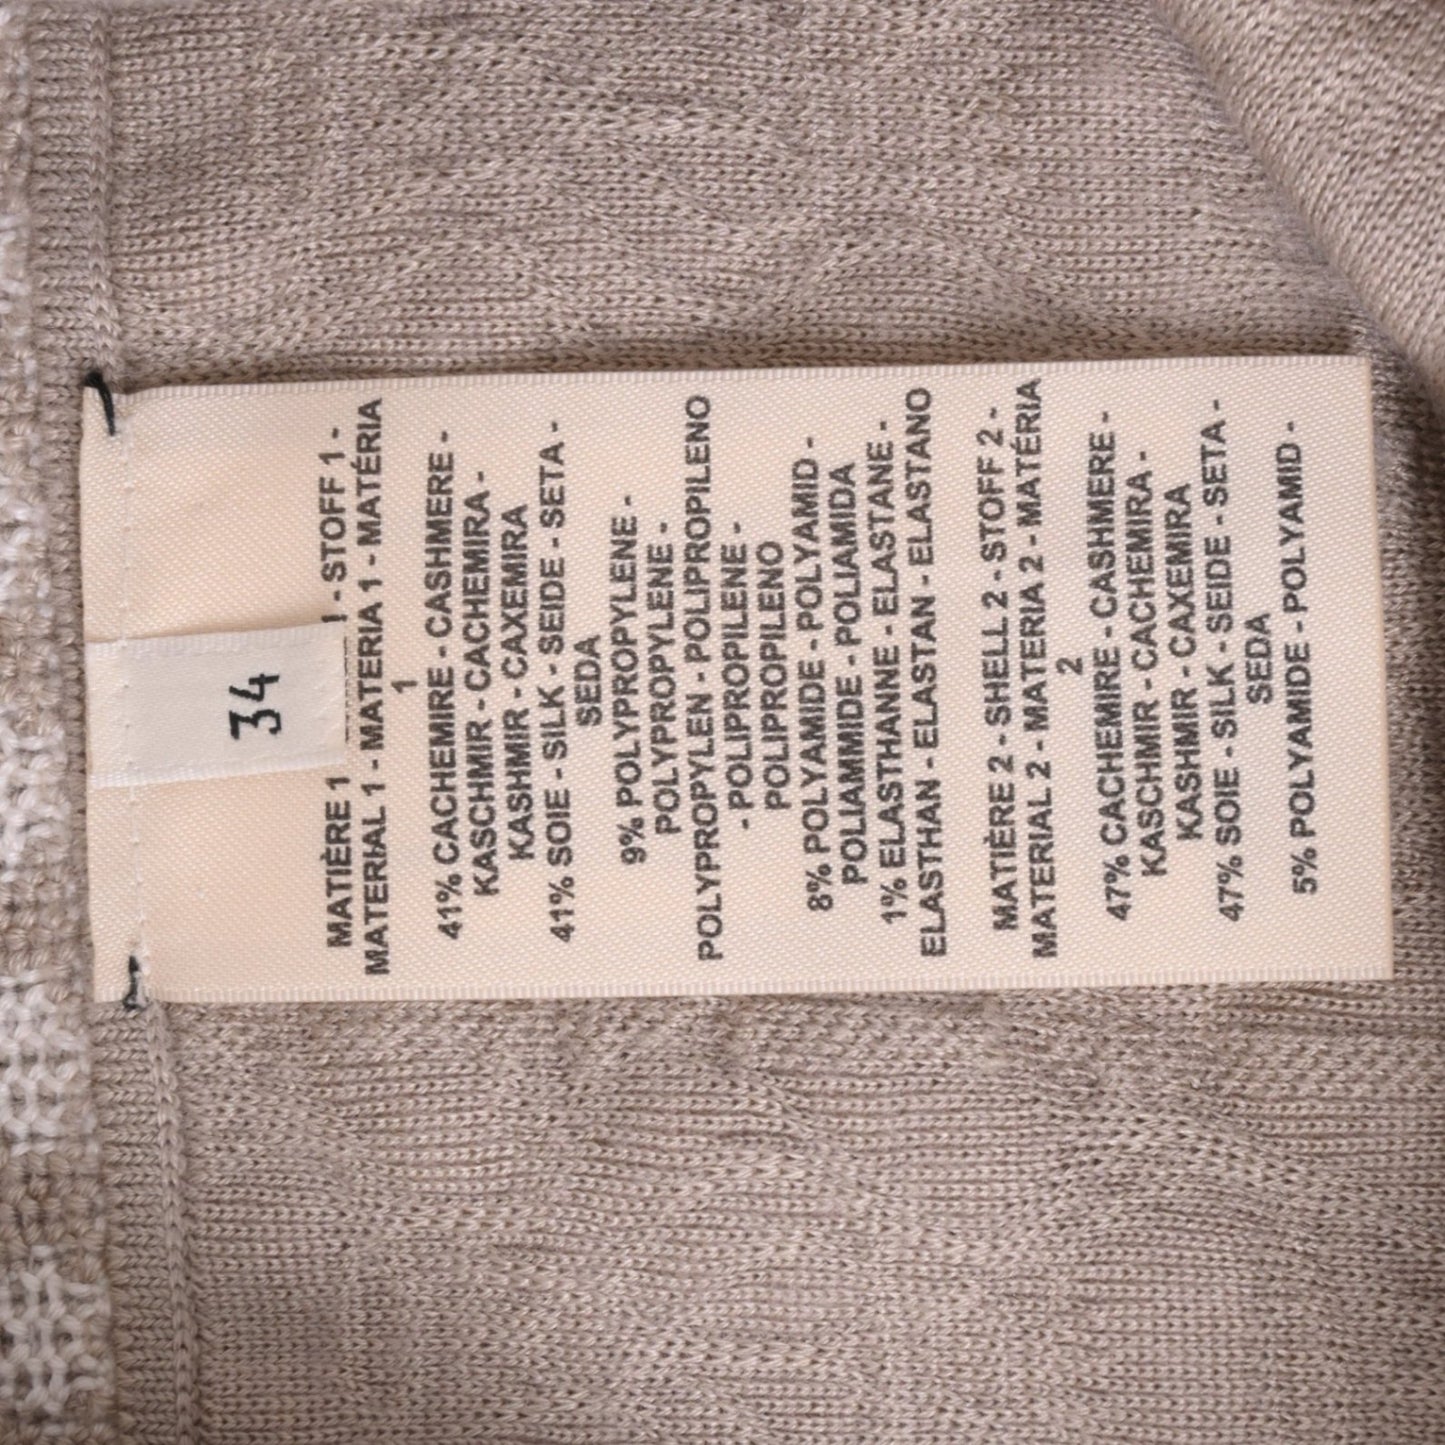 34
MATIÈRE 1 1 - STOFF 1 -
MATERIAL 1 - MATERIA 1 - MATÉRIA
1
41% CACHEMIRE - CASHMERE -
KASCHMIR - CACHEMIRA -
KASHMIR - CAXEMIRA
41% SOIE - SILK - SEIDE - SETA -
SEDA
9% POLYPROPYLENE -
POLYPROPYLENE -
POLYPROPYLEN - POLIPROPILENO
- POLIPROPILENE -
POLIPROPILENO
8% POLYAMIDE - POLYAMID -
POLIAMMIDE - POLIAMIDA
1% ELASTHANNE - ELASTANE -
ELASTHAN - ELASTAN - ELASTANO
MATIÈRE 2 - SHELL 2 - STOFF 2 -
MATERIAL 2 - MATERIA 2 - MATÉRIA
2
47% CACHEMIRE - CASHMERE -
KASCHMIR - CACHEMIRA -
KASHMIR - CAXEMIRA
47% SOIE - SILK - SEIDE - SETA -
SEDA
5% POLYAMIDE - POLYAMID -